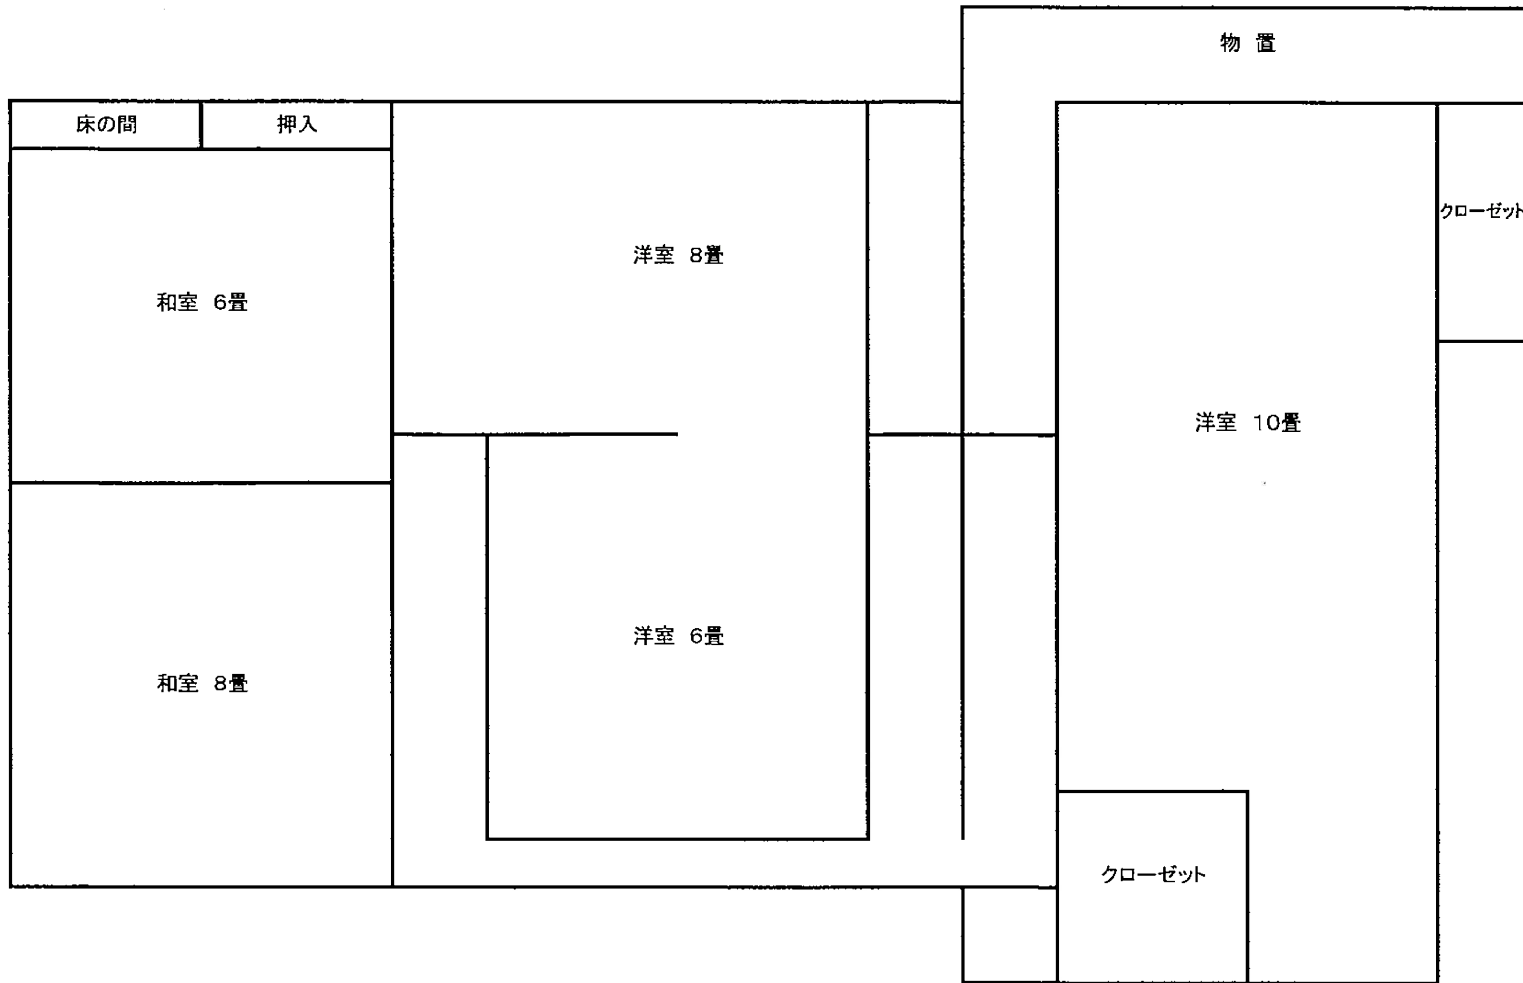 物 置
床の間
押入
クローゼット
洋室 8畳
和室 6畳
洋室 10畳
洋室 6畳
和室 8畳
クローゼット